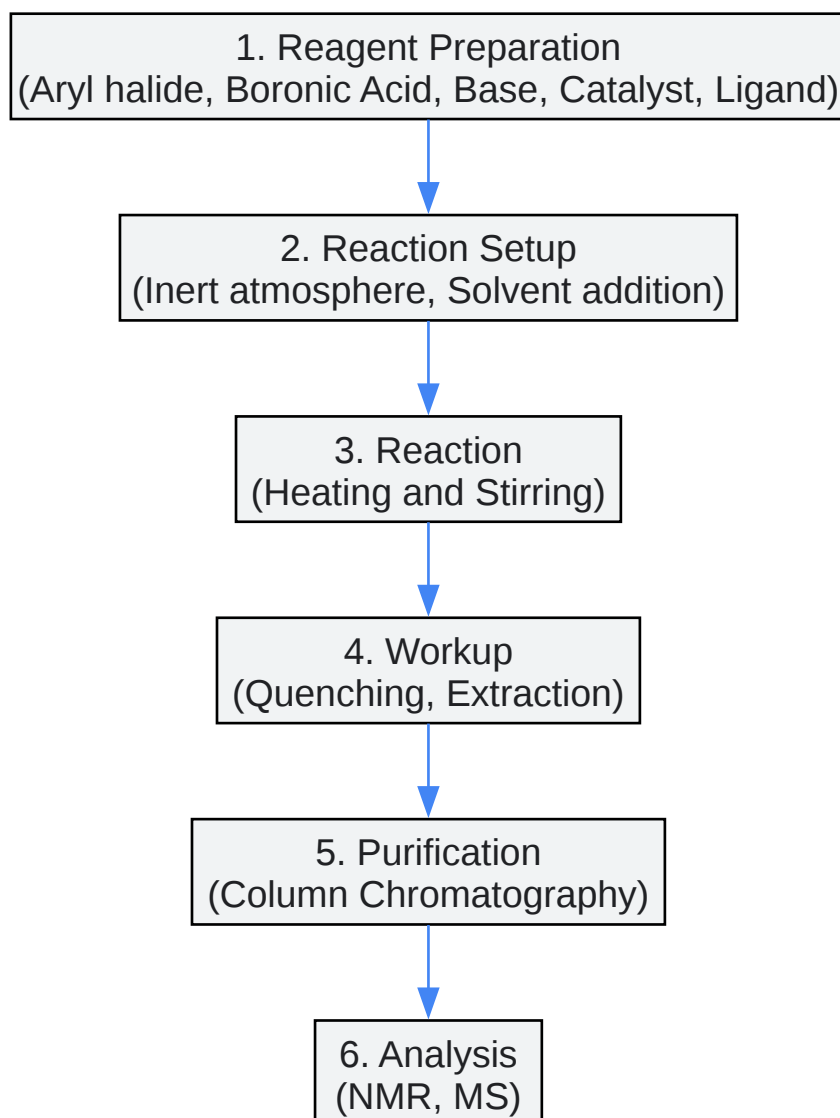 1. Reagent Preparation
(Aryl halide, Boronic Acid, Base, Catalyst, Ligand)
2. Reaction Setup
(Inert atmosphere, Solvent addition)
3. Reaction
(Heating and Stirring)
4. Workup
(Quenching, Extraction)
5. Purification
(Column Chromatography)
6. Analysis
(NMR, MS)